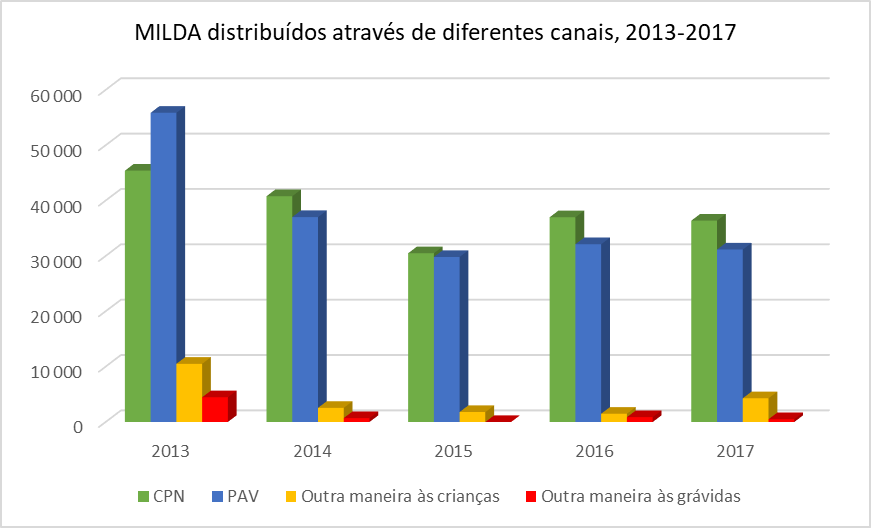 MILDA distribuídos através de diferentes canais, 2013-2017
60 000
50 000
40 000
30 000
20 000
10 000
0
2013 2014 2015 2016 2017
CPN PAV Outra maneira às crianças Outra maneira às grávidas